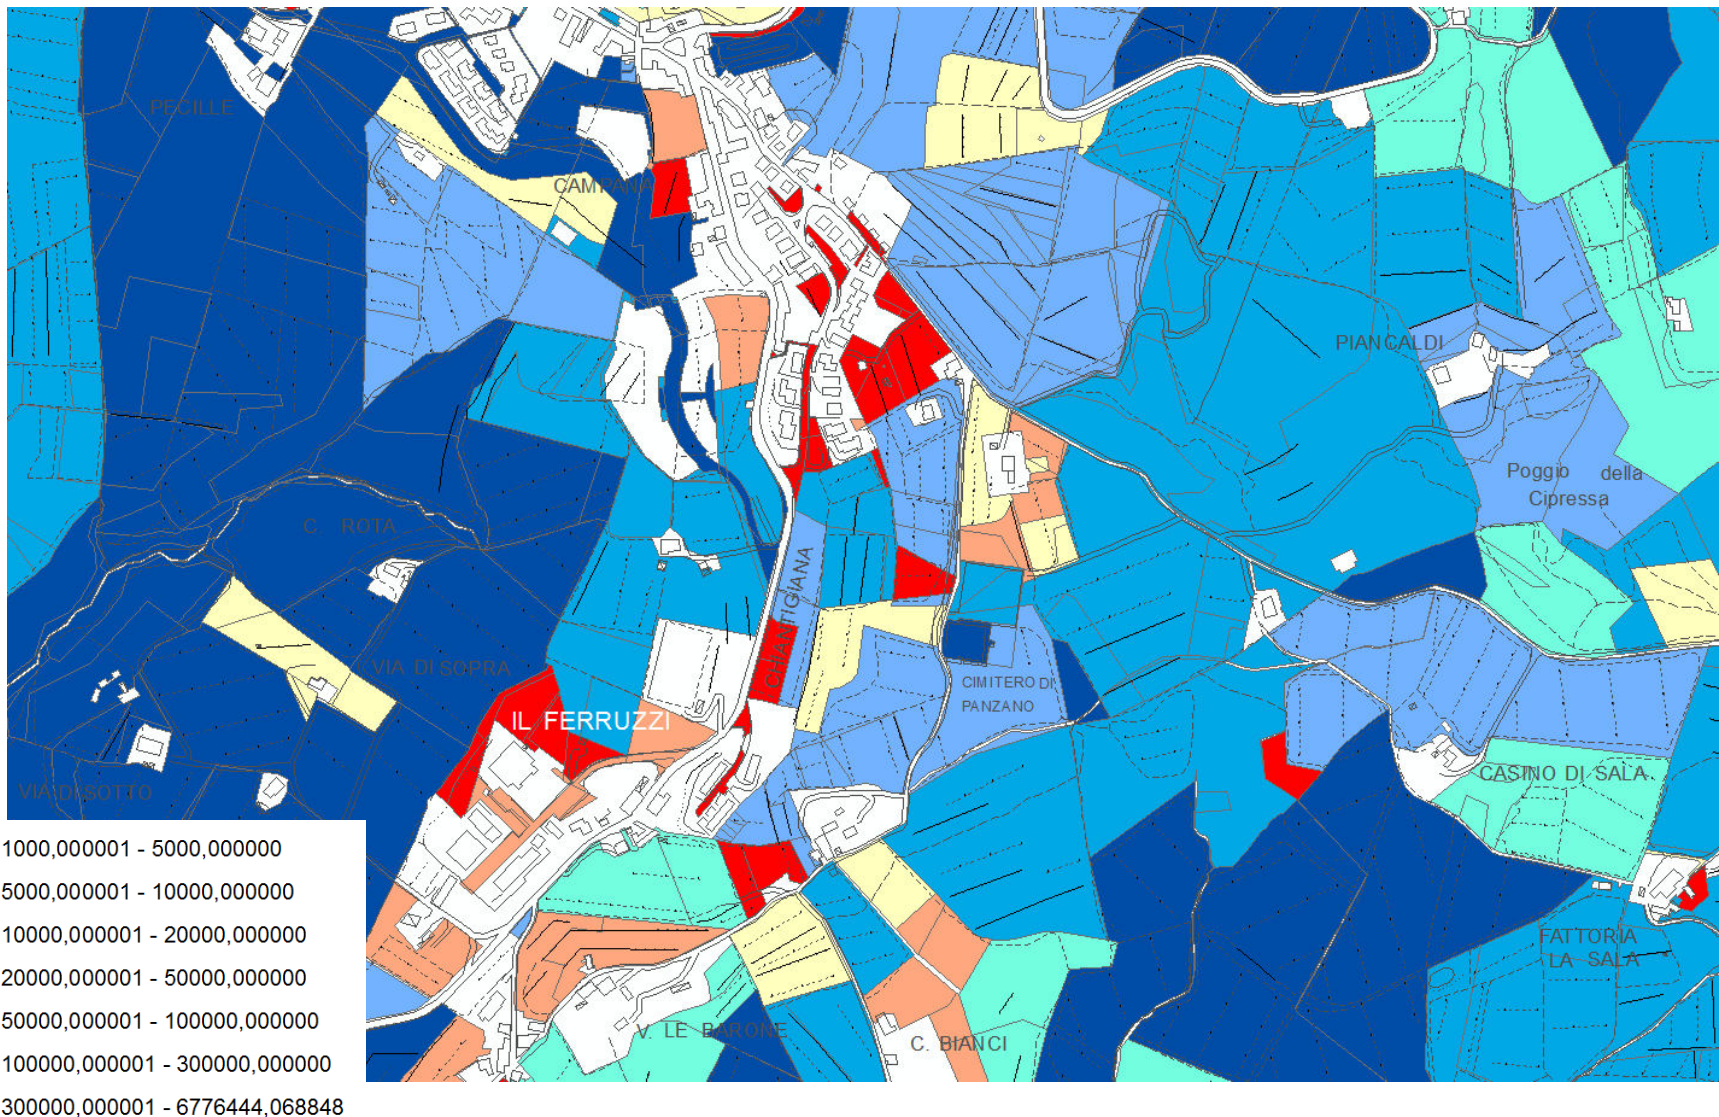 PECILLE
CAMPANA
PIANCALDI
Poggio della
Cipressa
C. ROTA
CHIANTIGIANA
VIA DI SOPRA
CIMITERO DI
PANZANO
IL FERRUZZI
CASINO DI SALA
VIA DI SOTTO
FATTORIA
LA SALA
V. LE BARONE
C. BIANCI
1000,000001 - 5000,000000
5000,000001 - 10000,000000
10000,000001 - 20000,000000
20000,000001 - 50000,000000
50000,000001 - 100000,000000
100000,000001 - 300000,000000
300000,000001 - 6776444,068848